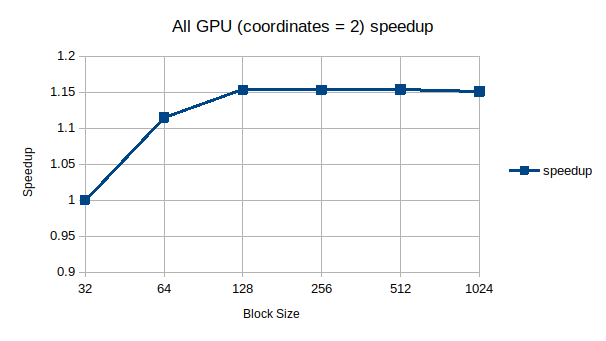 All GPU (coordinates = 2) speedup
1.2
1.15
1.1
1.05
1
0.95
0.9
Speedup
32 64 128 256 512 1024
Block Size
speedup